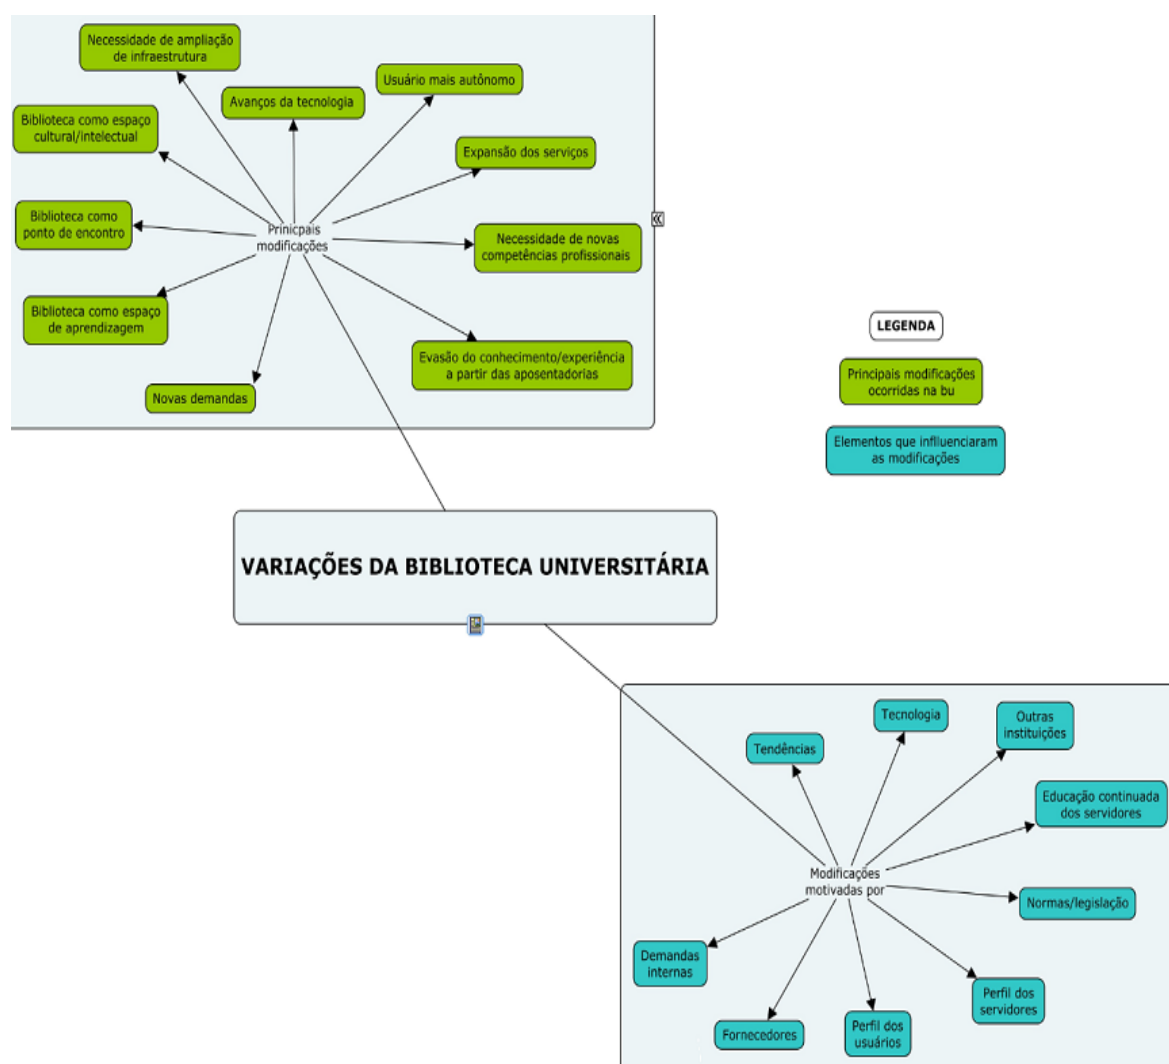 Necessidade de ampliação
de infraestrutura
Avanços da tecnologia
Usuário mais autônomo
Biblioteca como espaço
cultural/intelectual
Expansão dos serviços
Biblioteca como
ponto de encontro
Prinicpais
modificações
Necessidade de novas
competências profissionais
Biblioteca como espaço
de aprendizagem
Evasão do conhecimento/experiência
a partir das aposentadorias
Novas demandas
LEGENDA
Principais modificações
ocorridas na bu
Elementos que inflluenciaram
as modificações
VARIAÇÕES DA BIBLIOTECA UNIVERSITÁRIA
Tendências
Tecnologia
Outras
instituições
Educação continuada
dos servidores
Modificações
motivadas por
Normas/legislação
Demandas
internas
Perfil dos
servidores
Fornecedores
Perfil dos
usuários